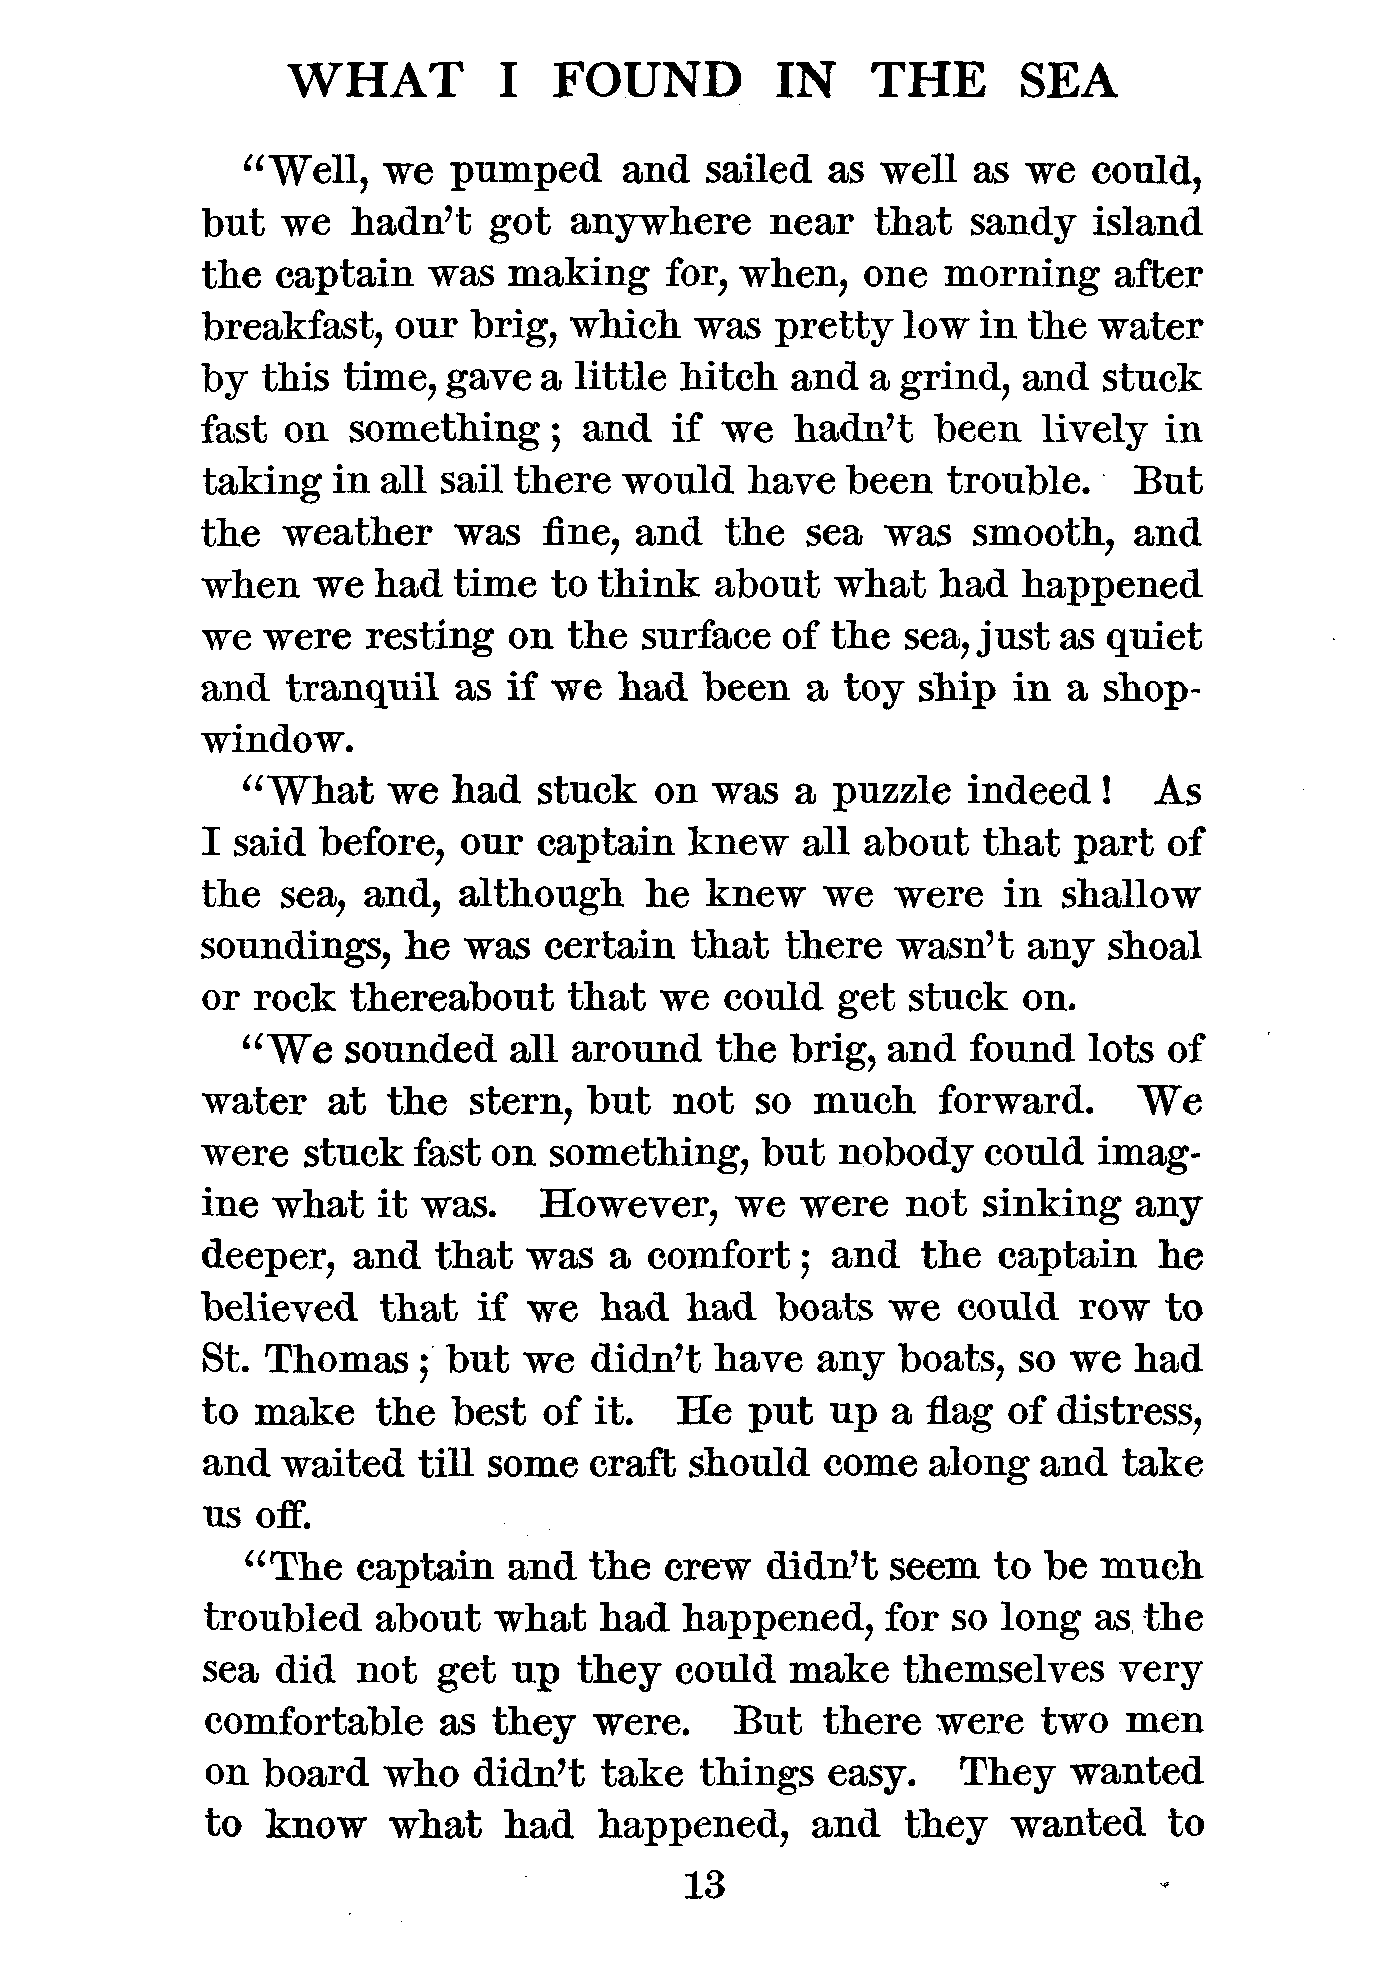 WHAT I FOUND IN THE SEA
“Well, we pumped and sailed as well as we could,
but we hadn’t got anywhere near that sandy island
the captain was making for, when, one morning after
breakfast, our brig, which was pretty low in the water
by this time, gave a little hitch and a grind, and stuck
fast on something; and if we hadn’t been lively in
taking in all sail there would have been trouble. But
the weather was fine, and the sea was smooth, and
when we had time to think about what had happened
we were resting on the surface of the sea, just as quiet
and tranquil as if we had been a toy ship in a shop-
window.
“What we had stuck on was a puzzle indeed! As
I said before, our captain knew all about that part of
the sea, and, although he knew we were in shallow
soundings, he was certain that there wasn’t any shoal
or rock thereabout that we could get stuck on.
“We sounded all around the brig, and found lots of
water at the stern, but not so much forward. We
were stuck fast on something, but nobody could imag-
ine what it was. However, we were not sinking any
deeper, and that was a comfort; and the captain he
believed that if we had had boats we could row to
St. Thomas; but we didn’t have any boats, so we had
to make the best of it. He put up a flag of distress,
and waited till some craft should come along and take
us off.
“The captain and the crew didn’t seem to be much
troubled about what had happened, for so long as the
sea did not get up they could make themselves very
comfortable as they were. But there were two men
on board who didn’t take things easy. They wanted
to know what had happened, and they wanted to
13